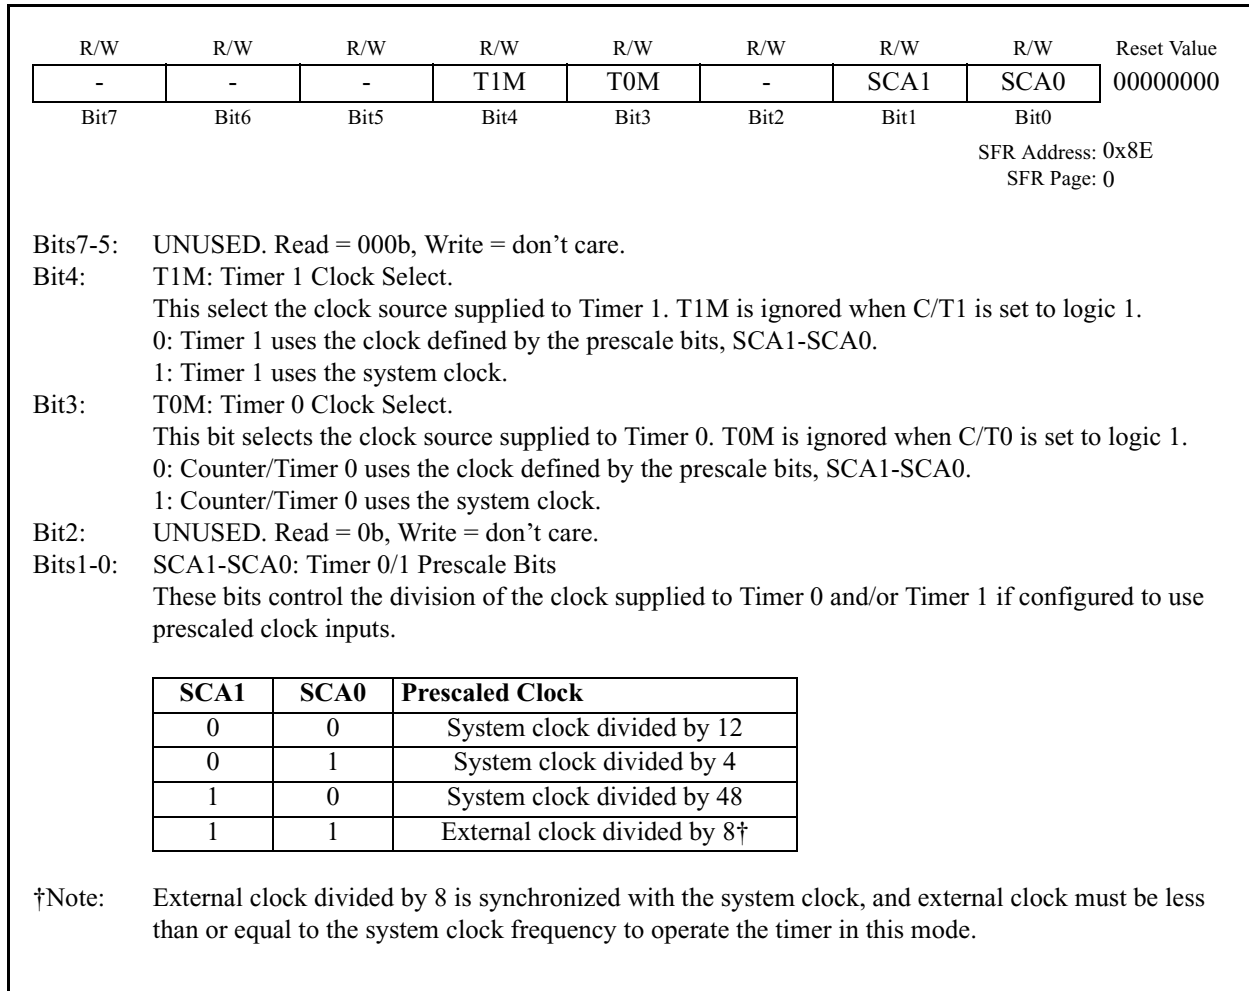 R/W R/W R/W R/W R/W R/W R/W R/W Reset Value
- - - T1M T0M - SCA1 SCA0 00000000
Bit7 Bit6 Bit5 Bit4 Bit3 Bit2 Bit1 Bit0
SFR Address: 0x8E
SFR Page: 0
Bits7-5: UNUSED. Read = 000b, Write = don’t care.
Bit4: T1M: Timer 1 Clock Select.
This select the clock source supplied to Timer 1. T1M is ignored when C/T1 is set to logic 1.
0: Timer 1 uses the clock defined by the prescale bits, SCA1-SCA0.
1: Timer 1 uses the system clock.
Bit3: T0M: Timer 0 Clock Select.
This bit selects the clock source supplied to Timer 0. T0M is ignored when C/T0 is set to logic 1.
0: Counter/Timer 0 uses the clock defined by the prescale bits, SCA1-SCA0.
1: Counter/Timer 0 uses the system clock.
Bit2: UNUSED. Read = 0b, Write = don’t care.
Bits1-0: SCA1-SCA0: Timer 0/1 Prescale Bits
These bits control the division of the clock supplied to Timer 0 and/or Timer 1 if configured to use
prescaled clock inputs.
SCA1 SCA0 Prescaled Clock
0 0 System clock divided by 12
0 1 System clock divided by 4
1 0 System clock divided by 48
1 1 External clock divided by 8†
†Note: External clock divided by 8 is synchronized with the system clock, and external clock must be less
than or equal to the system clock frequency to operate the timer in this mode.